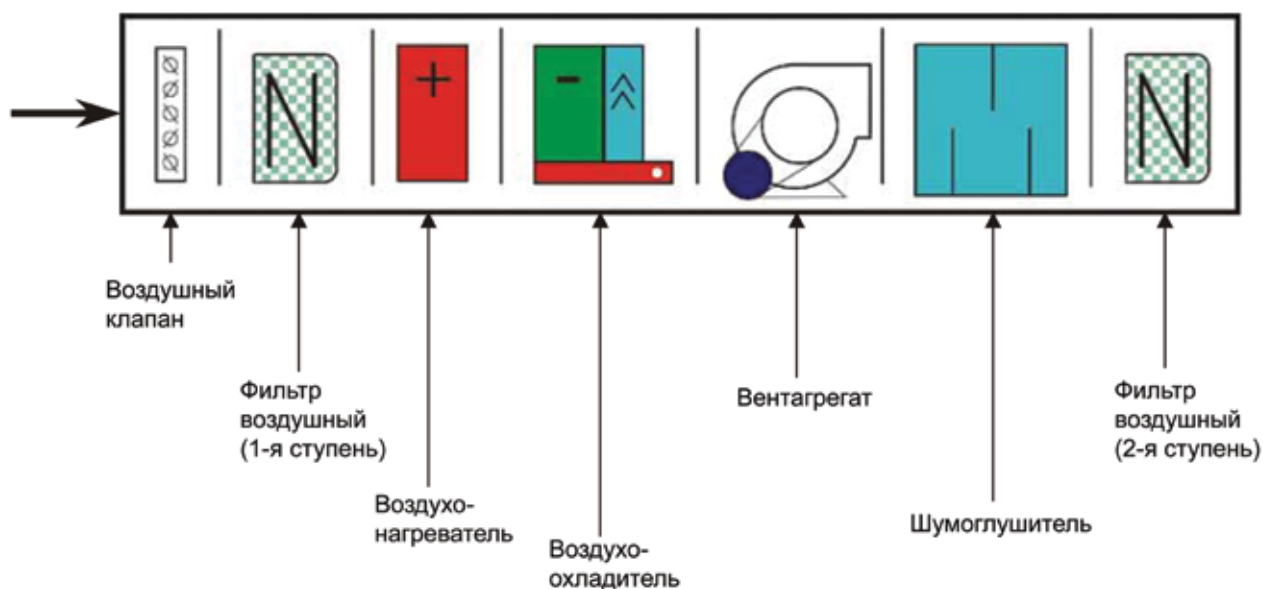 N
+
-
N
Воздушный
клапан
Фильтр
воздушный
(1-я ступень)
Воздухо-
нагреватель
Воздухо-
охладитель
Вентагрегат
Шумоглушитель
Фильтр
воздушный
(2-я ступень)